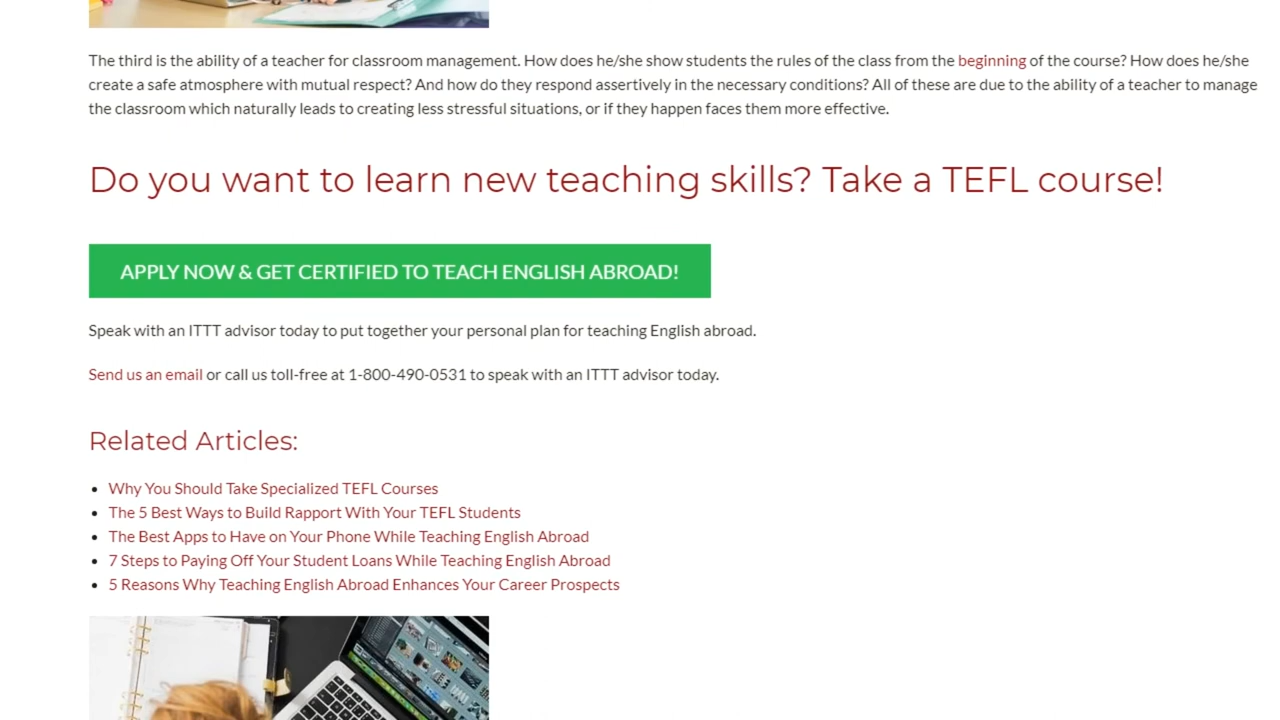 The third is the ability of a teacher for classroom management. How does he/she show students the rules of the class from the beginning of the course? How does he/she
create a safe atmosphere with mutual respect? And how do they respond assertively in the necessary conditions? All of these are due to the ability of a teacher to manage
the classroom which naturally leads to creating less stressful situations, or if they happen faces them more effective.
Do you want to learn new teaching skills? Take a TEFL course!
APPLY NOW & GET CERTIFIED TO TEACH ENGLISH ABROAD!
Speak with an ITTT advisor today to put together your personal plan for teaching English abroad.
Send us an email or call us toll-free at 1-800-490-0531 to speak with an ITTT advisor today.
Related Articles:
Why You Should Take Specialized TEFL Courses
The 5 Best Ways to Build Rapport With Your TEFL Students
The Best Apps to Have on Your Phone While Teaching English Abroad
7 Steps to Paying Off Your Student Loans While Teaching English Abroad
5 Reasons Why Teaching English Abroad Enhances Your Career Prospects